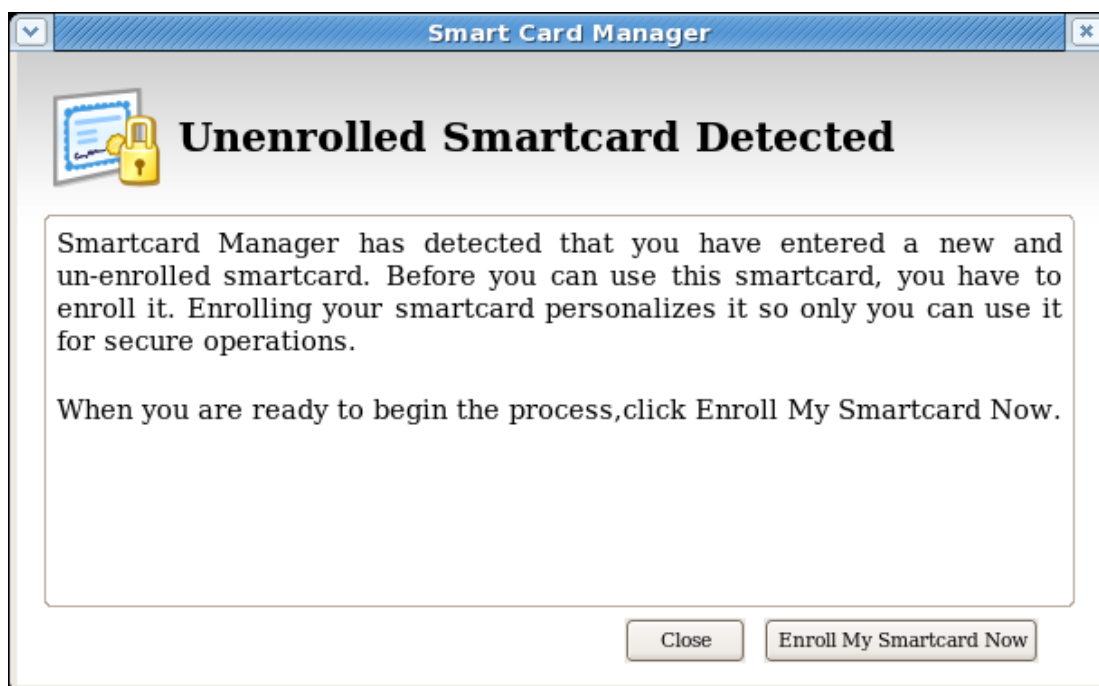 Smart Card Manager
Unenrolled Smartcard Detected
Smartcard Manager has detected that you have entered a new and
un-enrolled smartcard. Before you can use this smartcard, you have to
enroll it. Enrolling your smartcard personalizes it so only you can use it
for secure operations.
When you are ready to begin the process,click Enroll My Smartcard Now.
Close
Enroll My Smartcard Now